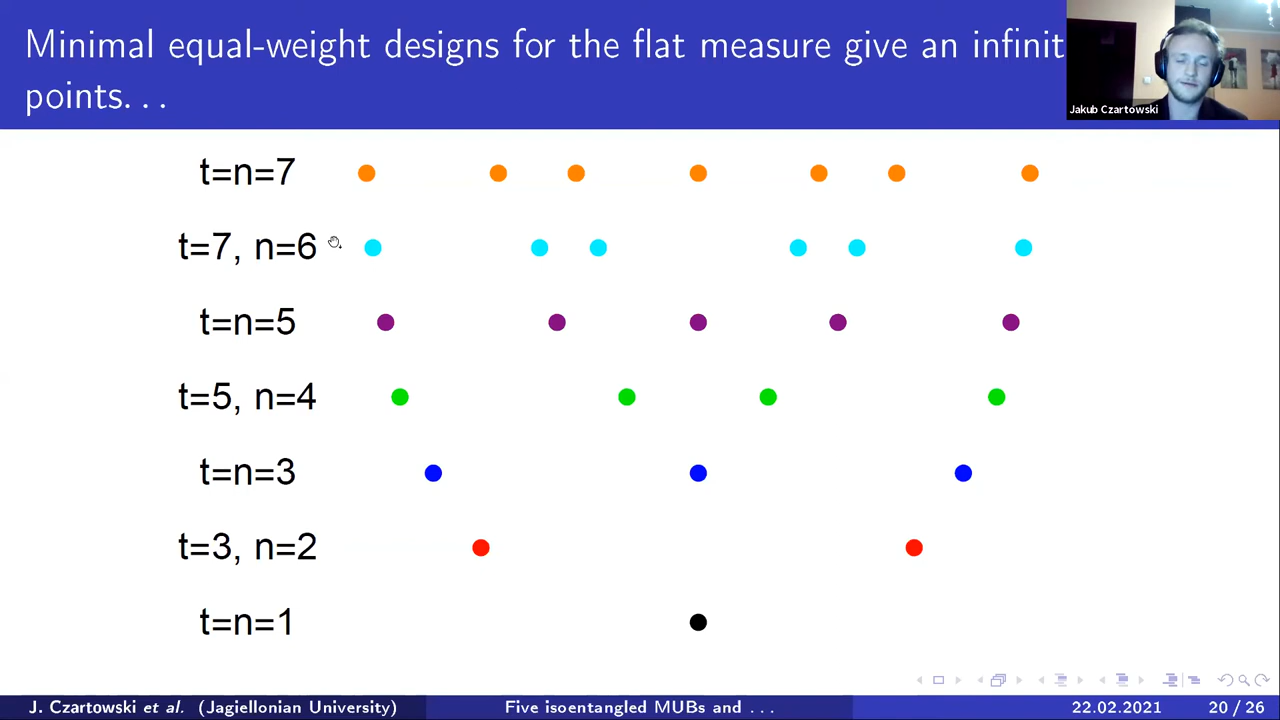 Minimal equal-weight designs for the flat measure give an infinit
points...
Jakub Czartowski
t=n=7
t=7, n=6
t=n=5
t=5, n=4
t=n=3
t=3, n=2
t=n=1
J. Czartowski et al. (Jagiellonian University) Five isoentangled MUBs and ... 22.02.2021 20 / 26